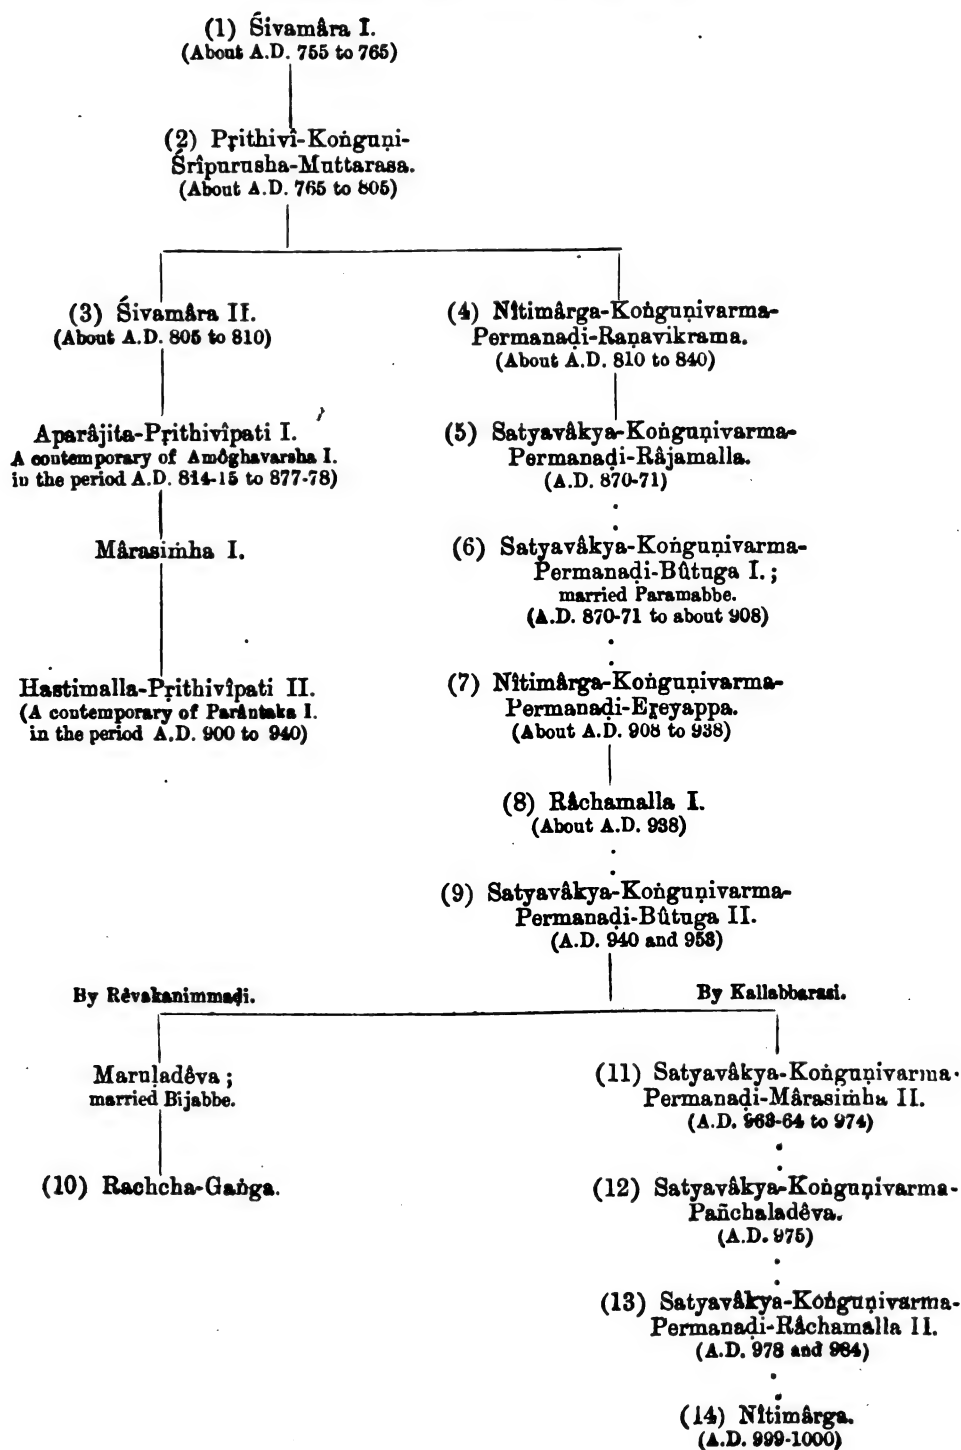 (1) Śivamâra I.
(About A.D. 755 to 765)
(2) Pṛithivî-Koṅguṇi-
Śrîpurusha-Muttarasa.
(About A.D. 765 to 805)
(3) Śivamâra II.
(About A.D. 805 to 810)
Aparâjita-Pṛithivîpati I.
A contemporary of Amôghavarsha I.
in the period A.D. 814-15 to 877-78)
Mârasiṁha I.
Hastimalla-Pṛithivîpati II.
(A contemporary of Parântaka I.
in the period A.D. 900 to 940)
(4) Nîtimârga-Koṅguṇivarma-
Permanaḍi-Raṇavikrama.
(About A.D. 810 to 840)
(5) Satyavâkya-Koṅguṇivarma-
Permanaḍi-Râjamalla.
(A.D. 870-71)
(6) Satyavâkya-Koṅguṇivarma-
Permanaḍi-Bûtuga I.;
married Paramabbe.
(A.D. 870-71 to about 908)
(7) Nîtimârga-Koṅguṇivarma-
Permanaḍi-Eṟeyappa.
(About A.D. 908 to 938)
(8) Râchamalla I.
(About A.D. 938)
(9) Satyavâkya-Koṅguṇivarma-
Permanaḍi-Bûtuga II.
(A.D. 940 and 953)
By Rêvakanimmaḍi.
Maruḷadêva;
married Bijabbe.
(10) Rachcha-Gaṅga.
By Kallabbarasi.
(11) Satyavâkya-Koṅguṇivarma-
Permanaḍi-Mârasiṁha II.
(A.D. 963-64 to 974)
(12) Satyavâkya-Koṅguṇivarma-
Pañchaladêva.
(A.D. 975)
(13) Satyavâkya-Koṅguṇivarma-
Permanaḍi-Râchamalla II.
(A.D. 978 and 984)
(14) Nîtimârga.
(A.D. 999-1000)